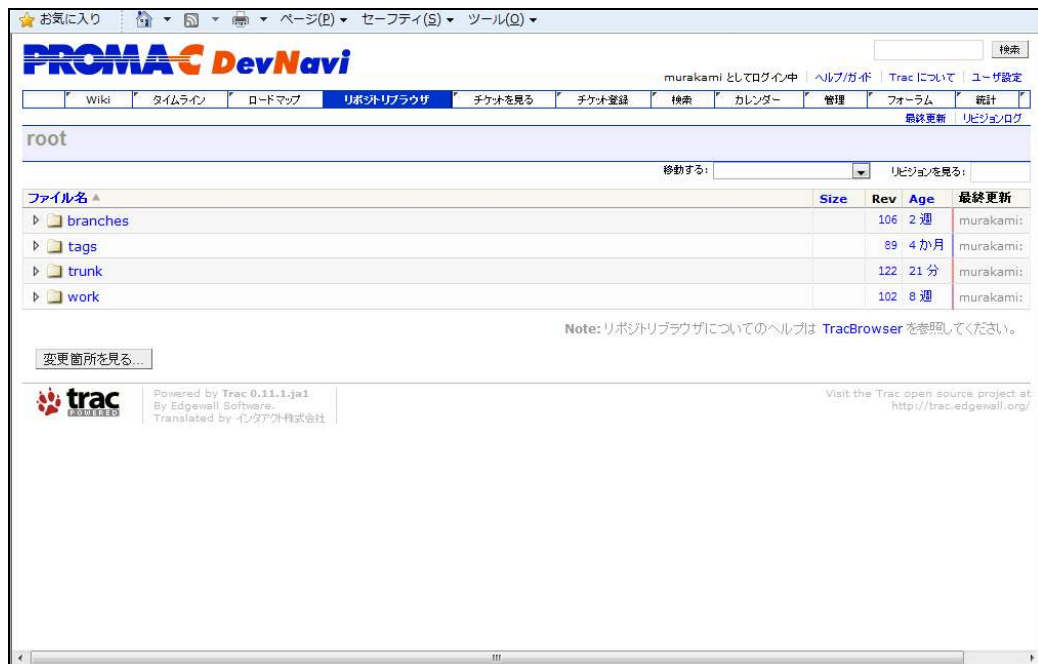 お気に入り ページ(P) セーフティ(S) ツール(O)
PROMA-C DevNavi
検索
murakami としてログイン中 ヘルプ/ガイド Trac について ユーザ設定
Wiki タイムライン ロードマップ リポジトリブラウザ チケットを見る チケット登録 検索 カレンダー 管理 フォーラム 統計
最終更新 リビジョンログ
root
移動する: リビジョンを見る:
ファイル名 Size Rev Age 最終更新
branches 106 2 週 murakami:
tags 89 4 か月 murakami:
trunk 122 21 分 murakami:
work 102 8 週 murakami:
Note: リポジトリブラウザについてのヘルプは TracBrowser を参照してください。
変更箇所を見る...
trac POWERED
Powered by Trac 0.11.1.ja1
By Edgewall Software.
Translated by インタアクト株式会社
Visit the Trac open source project at
http://trac.edgewall.org/